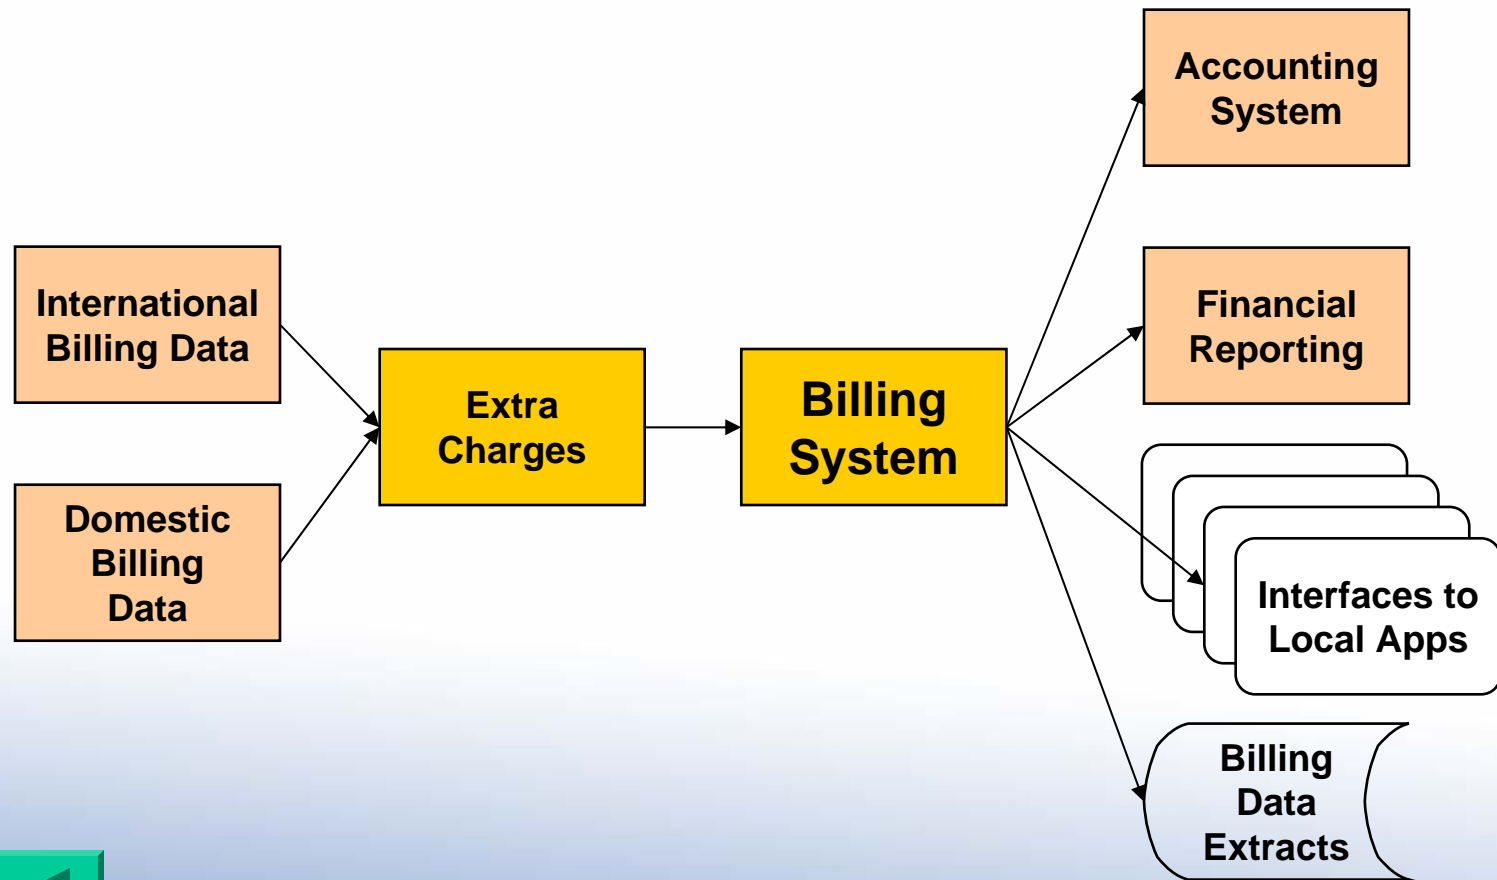 International
Billing Data
Domestic
Billing
Data
Extra
Charges
Billing
System
Accounting
System
Financial
Reporting
Interfaces to
Local Apps
Billing
Data
Extracts